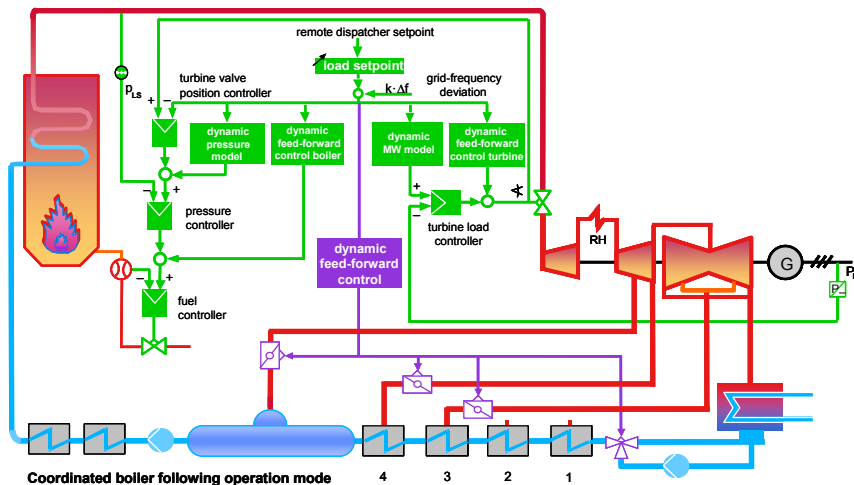 remote dispatcher setpoint
load setpoint
k·Δf
grid-frequency
deviation
turbine valve
position controller
pLS
+
−
dynamic
pressure
model
dynamic
feed-forward
control boiler
dynamic
MW model
dynamic
feed-forward
control turbine
−
+
+
−
pressure
controller
turbine load
controller
RH
G
dynamic
feed-forward
control
−
+
fuel
controller
Coordinated boiler following operation mode
4
3
2
1